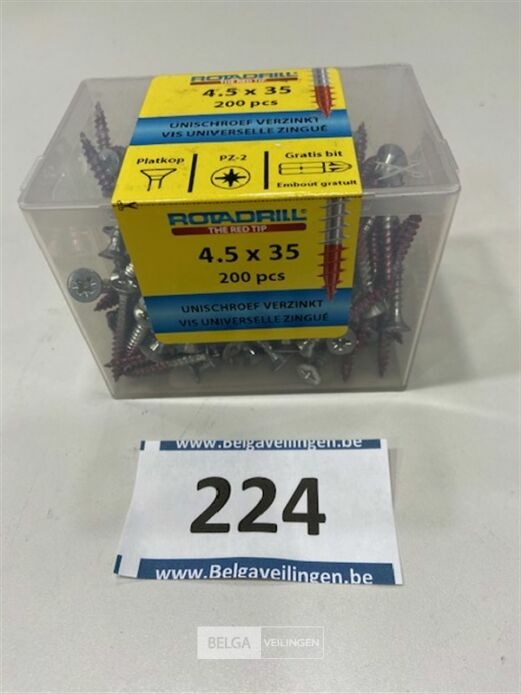 ROTADRILL
THE RED TIP
4.5 x 35
200 pcs
UNISCHROEF VERZINKT
VIS UNIVERSELLE ZINGUÉ
Platkop
PZ-2
Gratis bit
Embout gratuit
ROTADRILL®
THE RED TIP
4.5 x 35
200 pcs
UNISCHROEF VERZINKT
VIS UNIVERSELLE ZINGUÉ
www.Belgaveilingen.be
224
www.Belgaveilingen.be
BELGA VEILINGEN